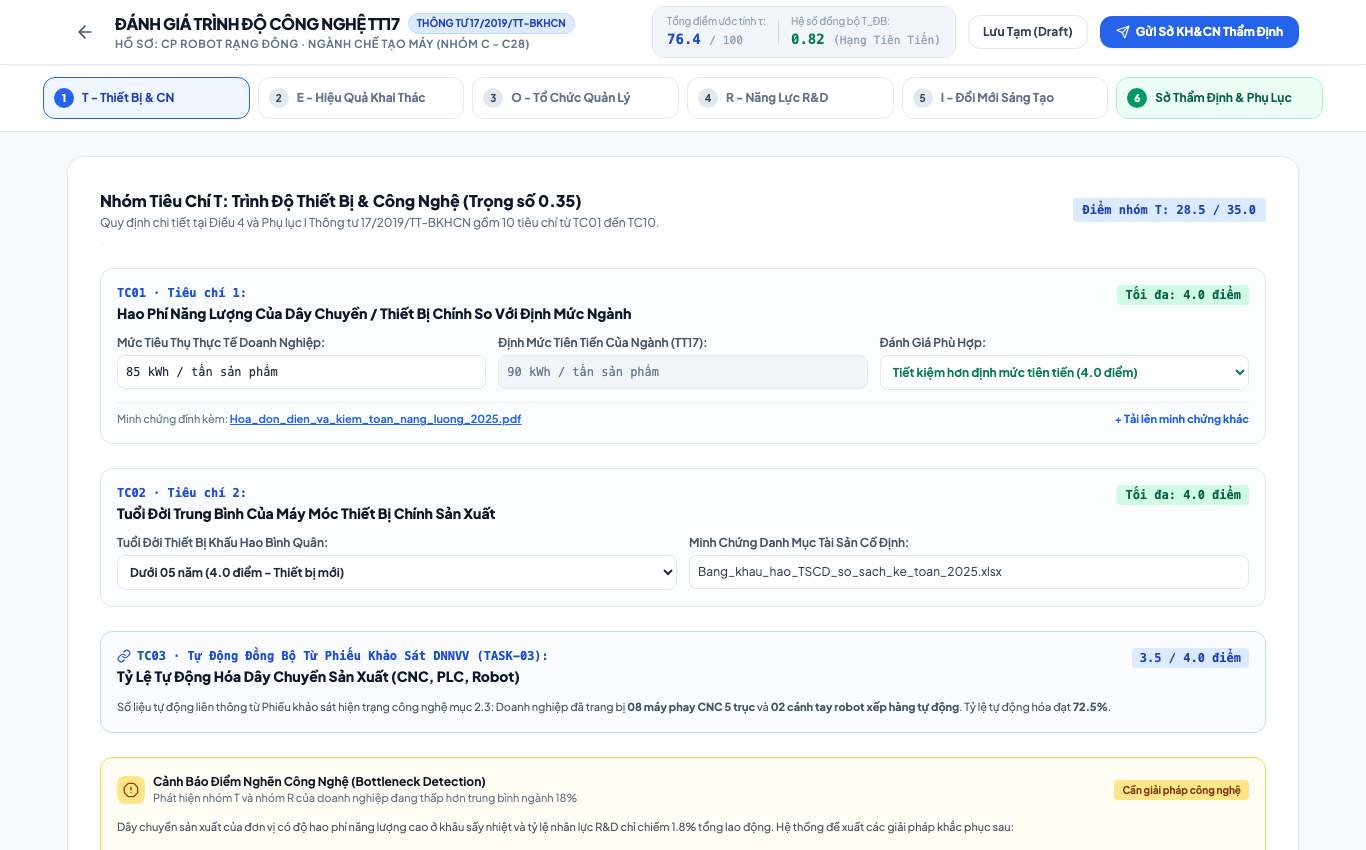 ĐÁNH GIÁ TRÌNH ĐỘ CÔNG NGHỆ TT17
THÔNG TƯ 17/2019/TT-BKHCN
HỒ SƠ: CP ROBOT RẠNG ĐÔNG · NGÀNH CHẾ TẠO MÁY (NHÓM C - C28)
Tổng điểm ước tính τ:
76.4 / 100
Hệ số đồng bộ T_ĐB:
0.82 (Hạng Tiên Tiến)
Lưu Tạm (Draft)
Gửi Sở KH&CN Thẩm Định
1 T - Thiết Bị & CN
2 E - Hiệu Quả Khai Thác
3 O - Tổ Chức Quản Lý
4 R - Năng Lực R&D
5 I - Đổi Mới Sáng Tạo
6 Sở Thẩm Định & Phụ Lục
Nhóm Tiêu Chí T: Trình Độ Thiết Bị & Công Nghệ (Trọng số 0.35)
Quy định chi tiết tại Điều 4 và Phụ lục I Thông tư 17/2019/TT-BKHCN gồm 10 tiêu chí từ TC01 đến TC10.
Điểm nhóm T: 28.5 / 35.0
TC01 · Tiêu chí 1:
Hao Phí Năng Lượng Của Dây Chuyền / Thiết Bị Chính So Với Định Mức Ngành
Tối đa: 4.0 điểm
Mức Tiêu Thụ Thực Tế Doanh Nghiệp:
85 kWh / tấn sản phẩm
Định Mức Tiên Tiến Của Ngành (TT17):
90 kWh / tấn sản phẩm
Đánh Giá Phù Hợp:
Tiết kiệm hơn định mức tiên tiến (4.0 điểm)
Minh chứng đính kèm: Hoa_don_dien_va_kiem_toan_nang_luong_2025.pdf
+ Tải lên minh chứng khác
TC02 · Tiêu chí 2:
Tuổi Đời Trung Bình Của Máy Móc Thiết Bị Chính Sản Xuất
Tối đa: 4.0 điểm
Tuổi Đời Thiết Bị Khấu Hao Bình Quân:
Dưới 05 năm (4.0 điểm - Thiết bị mới)
Minh Chứng Danh Mục Tài Sản Cố Định:
Bang_khau_hao_TSCD_so_sach_ke_toan_2025.xlsx
TC03 · Tự Động Đồng Bộ Từ Phiếu Khảo Sát DNNVV (TASK-03):
Tỷ Lệ Tự Động Hóa Dây Chuyền Sản Xuất (CNC, PLC, Robot)
3.5 / 4.0 điểm
Số liệu tự động liên thông từ Phiếu khảo sát hiện trạng công nghệ mục 2.3: Doanh nghiệp đã trang bị 08 máy phay CNC 5 trục và 02 cánh tay robot xếp hàng tự động. Tỷ lệ tự động hóa đạt 72.5%.
Cảnh Báo Điểm Nghẽn Công Nghệ (Bottleneck Detection)
Phát hiện nhóm T và nhóm R của doanh nghiệp đang thấp hơn trung bình ngành 18%
Cần giải pháp công nghệ
Dây chuyền sản xuất của đơn vị có độ hao phí năng lượng cao ở khâu sấy nhiệt và tỷ lệ nhân lực R&D chỉ chiếm 1.8% tổng lao động. Hệ thống đề xuất các giải pháp khắc phục sau: